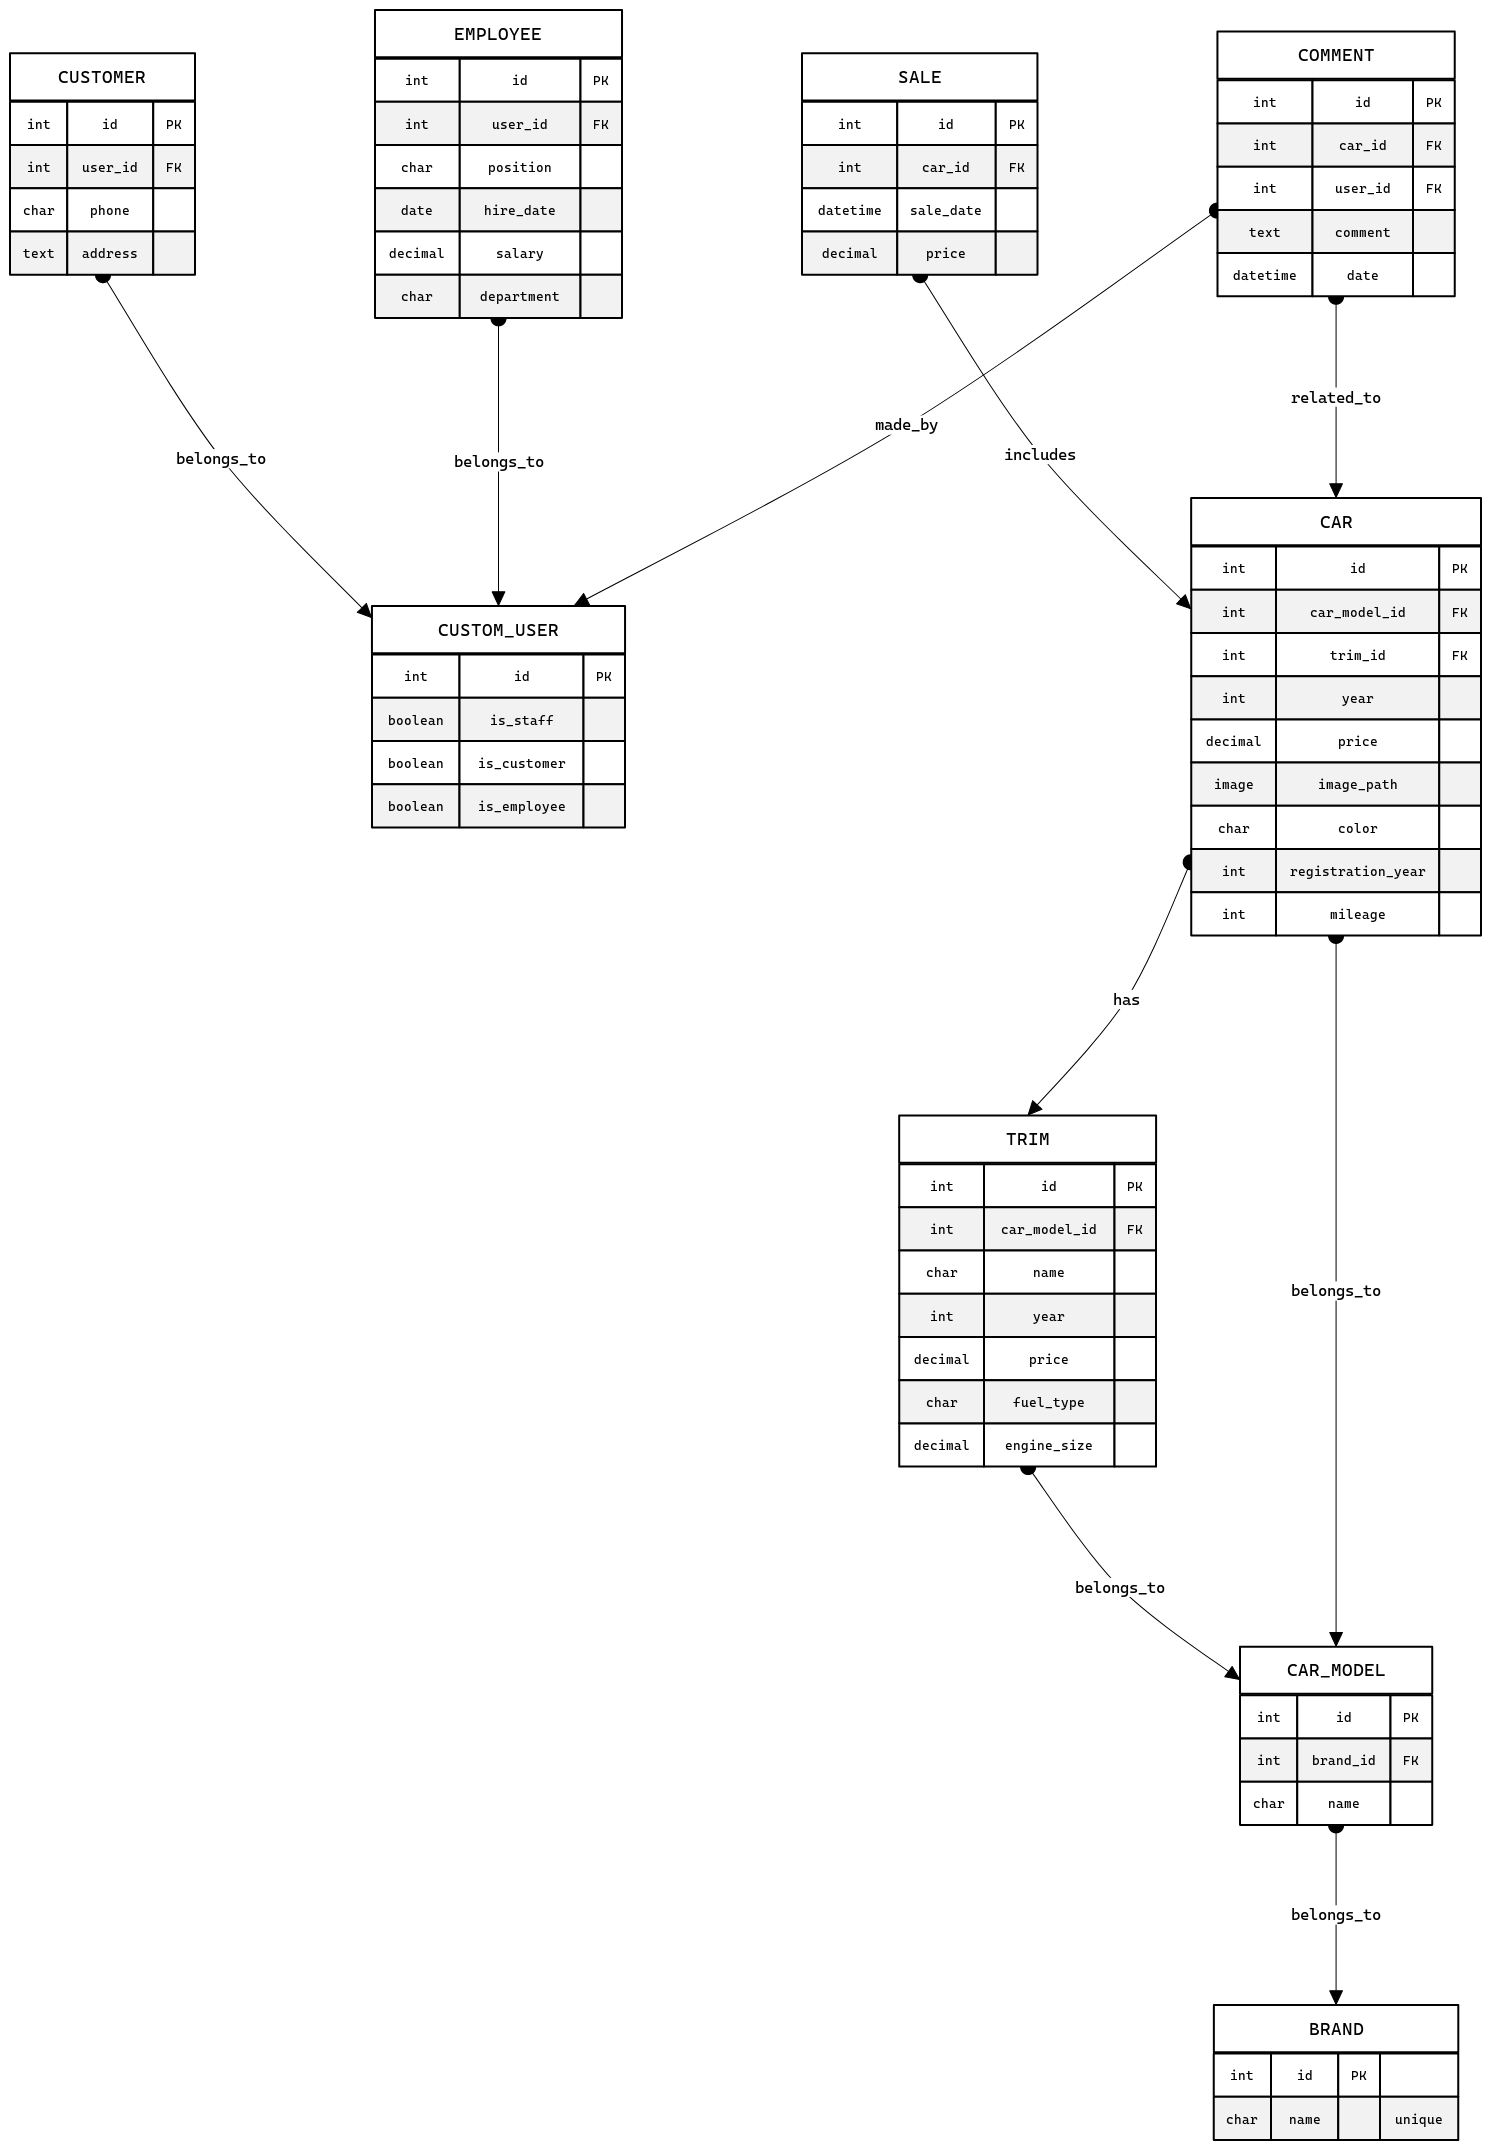 CUSTOMER
int id PK
int user_id FK
char phone
text address
EMPLOYEE
int id PK
int user_id FK
char position
date hire_date
decimal salary
char department
SALE
int id PK
int car_id FK
datetime sale_date
decimal price
COMMENT
int id PK
int car_id FK
int user_id FK
text comment
datetime date
belongs_to
belongs_to
made_by
includes
related_to
CUSTOM_USER
int id PK
boolean is_staff
boolean is_customer
boolean is_employee
CAR
int id PK
int car_model_id FK
int trim_id FK
int year
decimal price
image image_path
char color
int registration_year
int mileage
has
TRIM
int id PK
int car_model_id FK
char name
int year
decimal price
char fuel_type
decimal engine_size
belongs_to
belongs_to
CAR_MODEL
int id PK
int brand_id FK
char name
belongs_to
BRAND
int id PK
char name unique